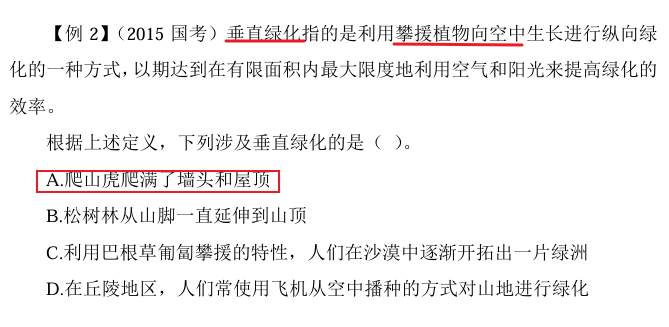 【例 2】（2015 国考）垂直绿化指的是利用攀援植物向空中生长进行纵向绿
化的一种方式，以期达到在有限面积内最大限度地利用空气和阳光来提高绿化的
效率。
根据上述定义，下列涉及垂直绿化的是（ ）。
A.爬山虎爬满了墙头和屋顶
B.松树林从山脚一直延伸到山顶
C.利用巴根草匍匐攀援的特性，人们在沙漠中逐渐开拓出一片绿洲
D.在丘陵地区，人们常使用飞机从空中播种的方式对山地进行绿化